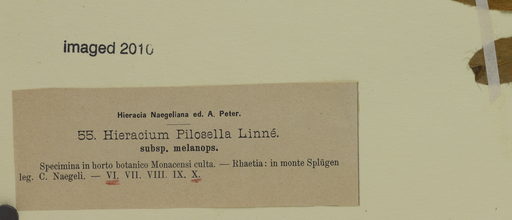 imaged 2010
Hieracia Naegeliana ed. A. Peter.
55. Hieracium Pilosella Linné.
subsp. melanops.
Specimina in horto botanico Monacensi culta. — Rhaetia: in monte Splügen
leg. C. Naegeli. — VI. VII. VIII. IX. X.